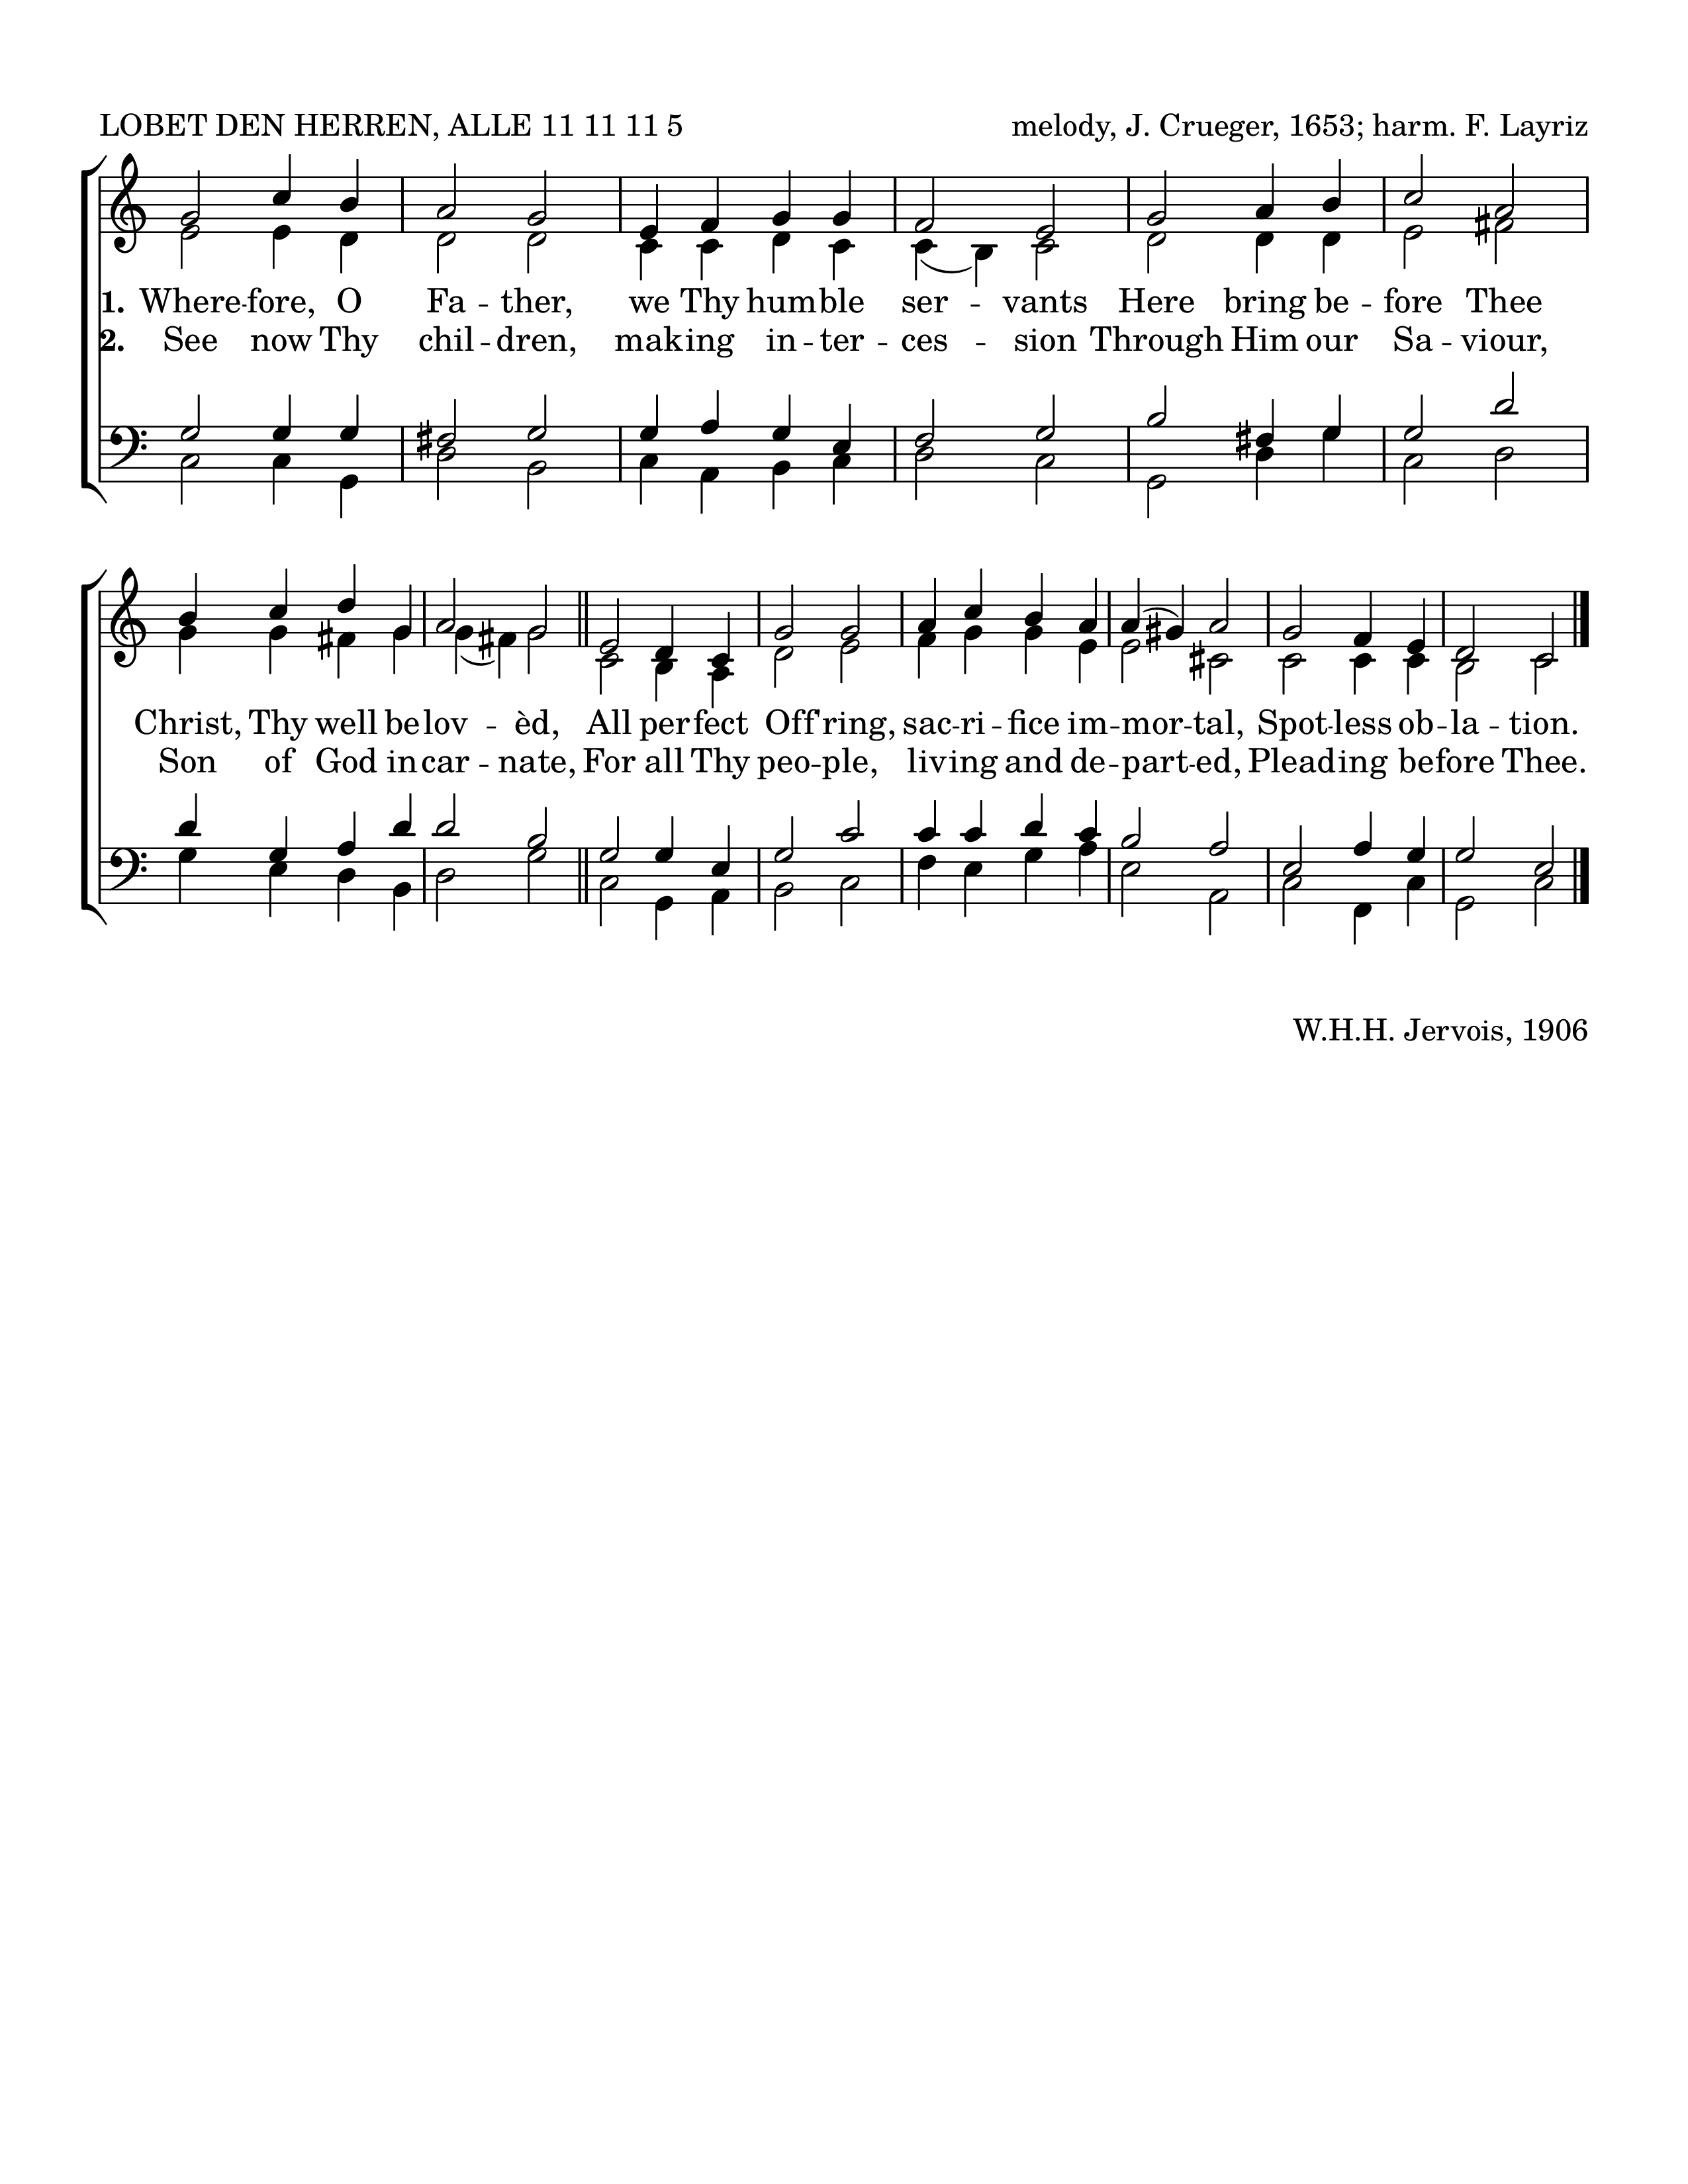 LOBET DEN HERREN, ALLE 11 11 11 5 melody, J. Crueger, 1653; harm. F. Layriz
1. Where -- fore, O Fa -- ther, we Thy humble ser -- vants Here bring be -- fore Thee
2. See now Thy chil -- dren, making in -- ter -- ces -- sion Through Him our Sa -- viour,
Christ, Thy well be lov -- èd, All perfect Off'ring, sac -- ri -- fice im -- mor -- tal, Spot -- less ob -- la -- tion.
Son of God in car -- nate, For all Thy peo -- ple, living and de -- part -- ed, Pleading before Thee.
W.H.H. Jervois, 1906